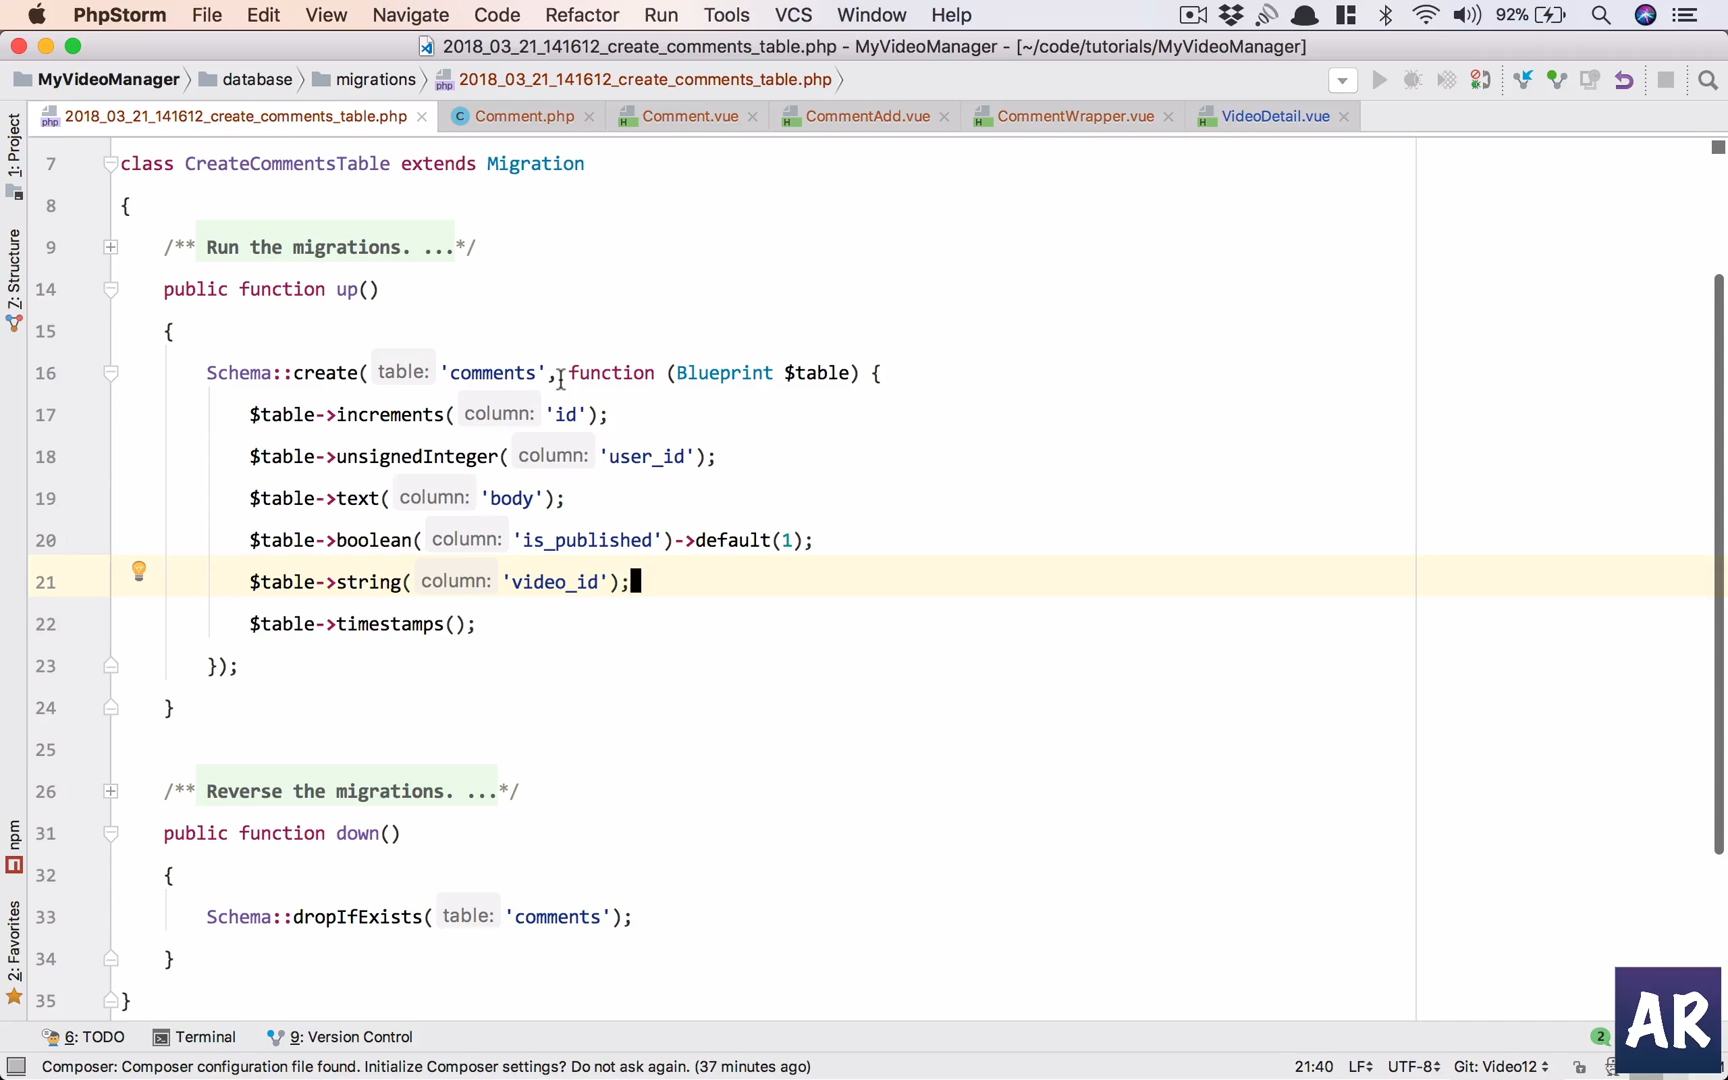 PhpStorm File Edit View Navigate Code Refactor Run Tools VCS Window Help 92%
2018_03_21_141612_create_comments_table.php - MyVideoManager - [~/code/tutorials/MyVideoManager]
MyVideoManager database migrations 2018_03_21_141612_create_comments_table.php
2018_03_21_141612_create_comments_table.php Comment.php Comment.vue CommentAdd.vue CommentWrapper.vue VideoDetail.vue
1: Project
7: Structure
npm
2: Favorites
7 class CreateCommentsTable extends Migration
8 {
9 /** Run the migrations. ...*/
14 public function up()
15 {
16 Schema::create( table: 'comments', function (Blueprint $table) {
17 $table->increments( column: 'id');
18 $table->unsignedInteger( column: 'user_id');
19 $table->text( column: 'body');
20 $table->boolean( column: 'is_published')->default(1);
21 $table->string( column: 'video_id');
22 $table->timestamps();
23 });
24 }
25
26 /** Reverse the migrations. ...*/
31 public function down()
32 {
33 Schema::dropIfExists( table: 'comments');
34 }
35 }
6: TODO Terminal 9: Version Control 2
Composer: Composer configuration file found. Initialize Composer settings? Do not ask again. (37 minutes ago) 21:40 LF UTF-8 Git: Video12
AR